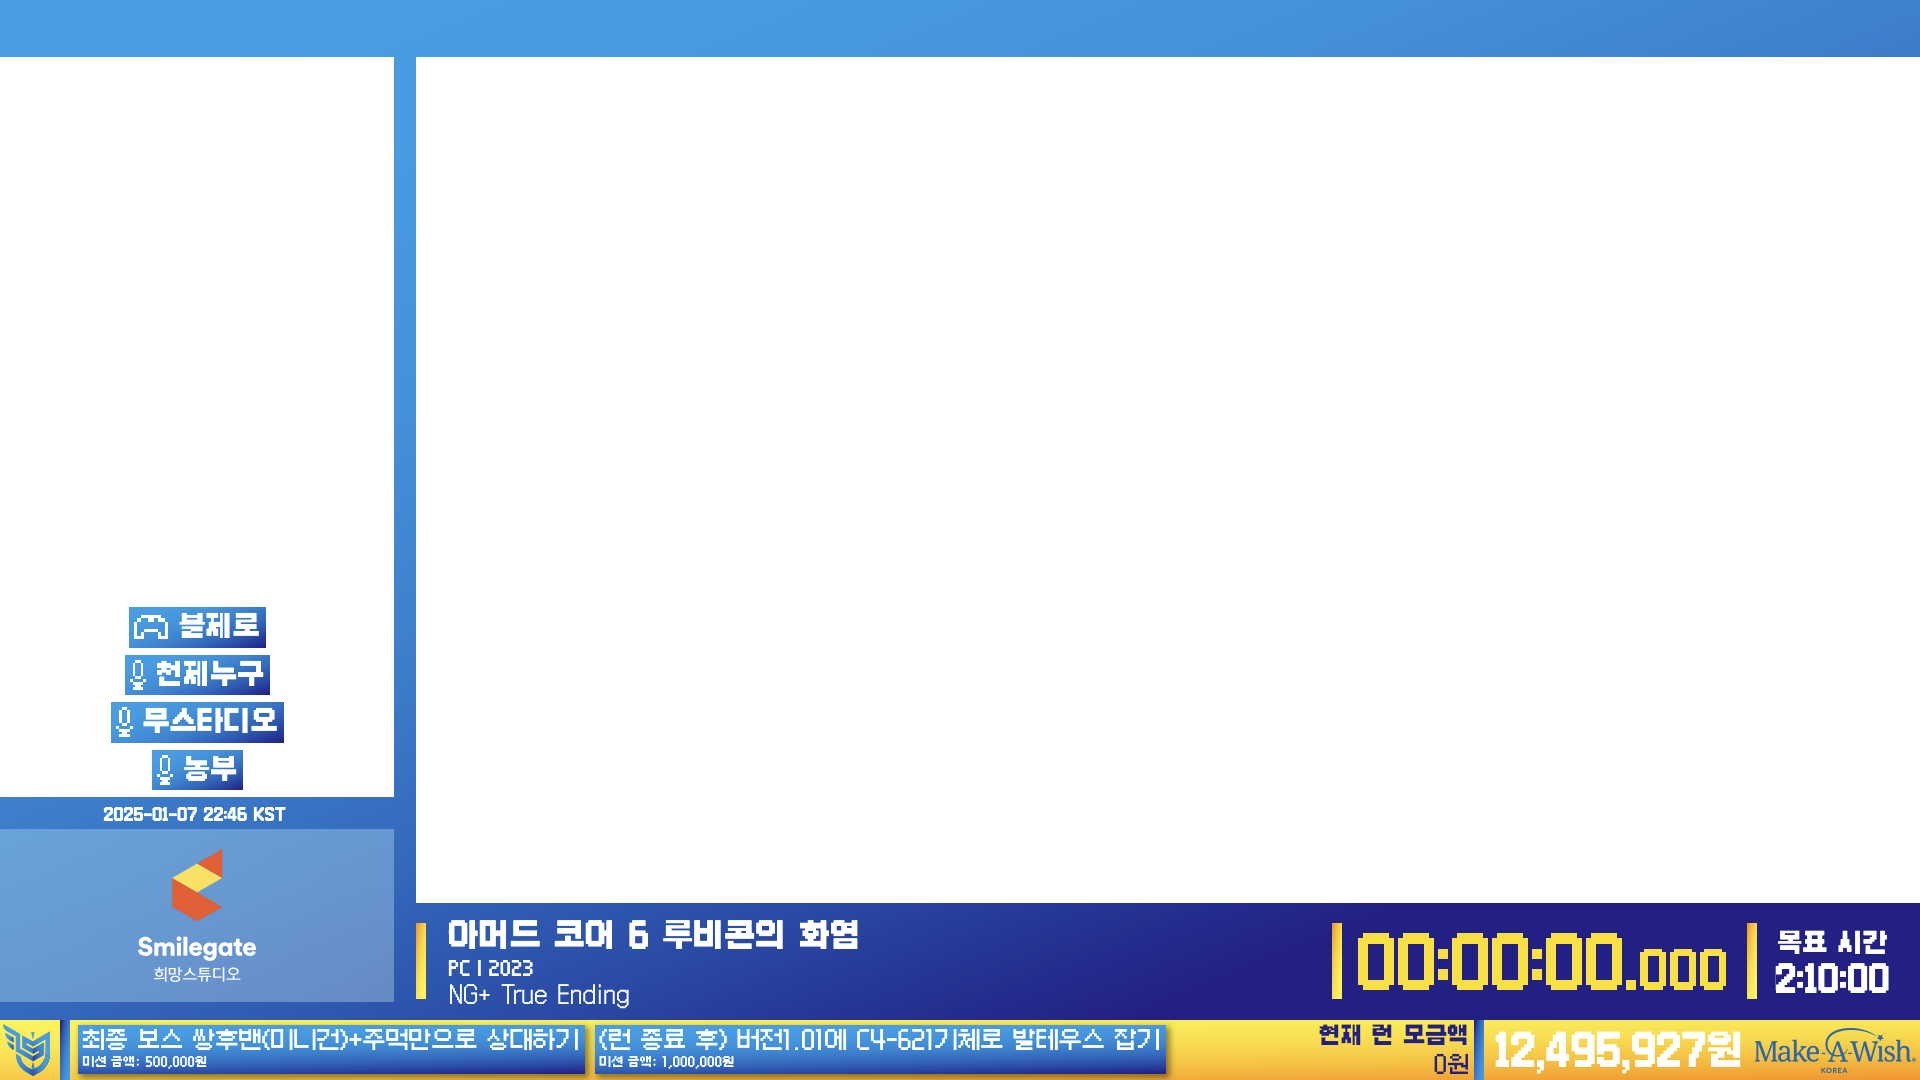 불제로
천제누구
무스타디오
농부
2025-01-07 22:46 KST
Smilegate
희망스튜디오
아머드 코어 6 루비콘의 화염
PC | 2023
NG+ True Ending
00:00:00.000
목표 시간
2:10:00
최종 보스 쌍후밴(미니건)+주먹만으로 상대하기
미션 금액: 500,000원
(런 종료 후) 버전1.01에 C4-621기체로 발테우스 잡기
미션 금액: 1,000,000원
현재 런 모금액
0원
12,495,927원
Make-A-Wish®
KOREA